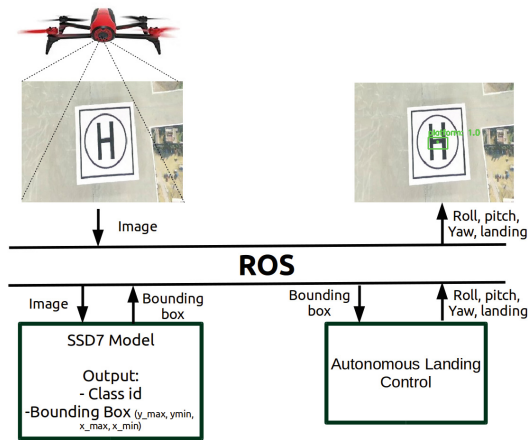 H
H
platform: 1.0
Image
Roll, pitch,
Yaw, landing
ROS
Image
Bounding
box
Bounding
box
Roll, pitch,
Yaw, landing
SSD7 Model
Output:
- Class id
-Bounding Box (y_max, ymin,
x_max, x_min)
Autonomous Landing
Control